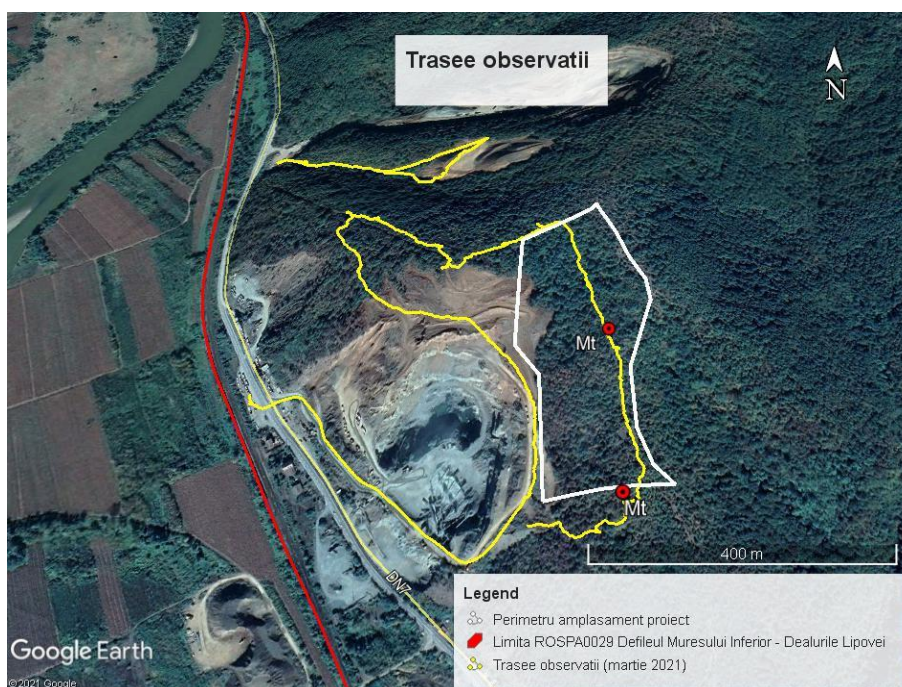 Trasee observatii
N
Mt
Mt
400 m
DN7
Legend
Perimetru amplasament proiect
Limita ROSPA0029 Defileul Muresului Inferior - Dealurile Lipovei
Trasee observatii (martie 2021)
Google Earth
© 2021 Google